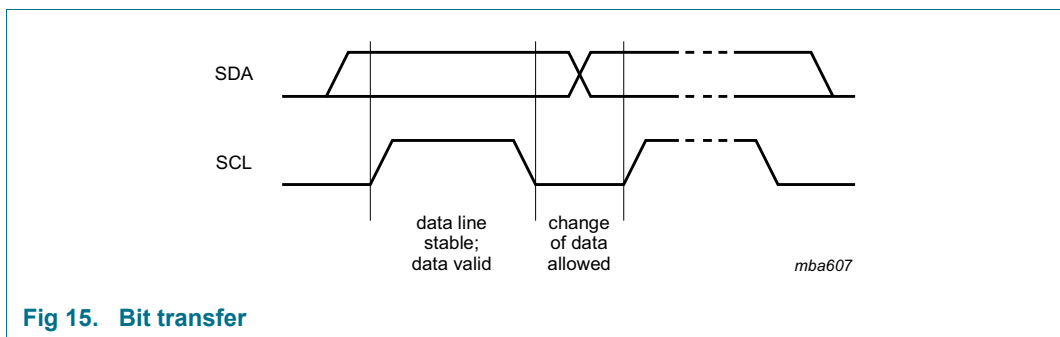 SDA
SCL
data line
stable;
data valid
change
of data
allowed
mba607
Fig 15. Bit transfer